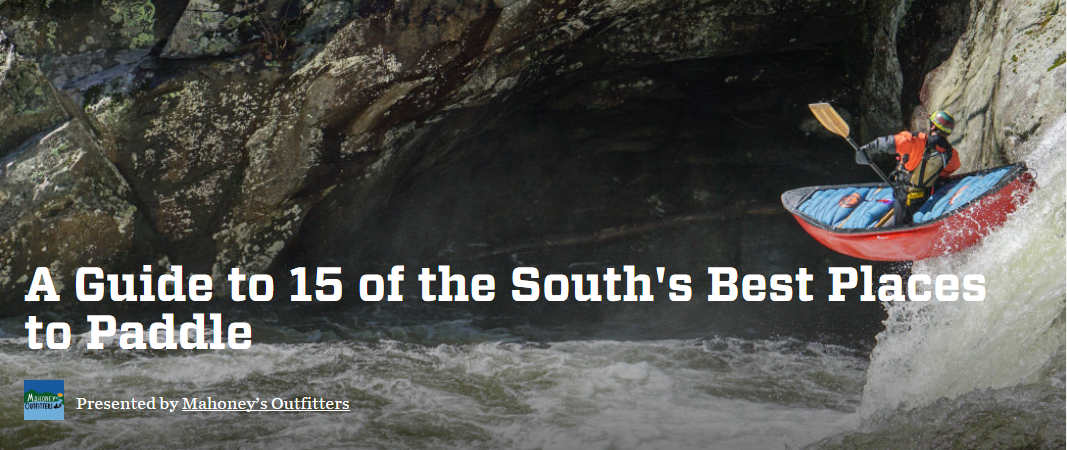 A Guide to 15 of the South's Best Places
to Paddle
MAHONEY'S
OUTFITTERS
Presented by Mahoney’s Outfitters